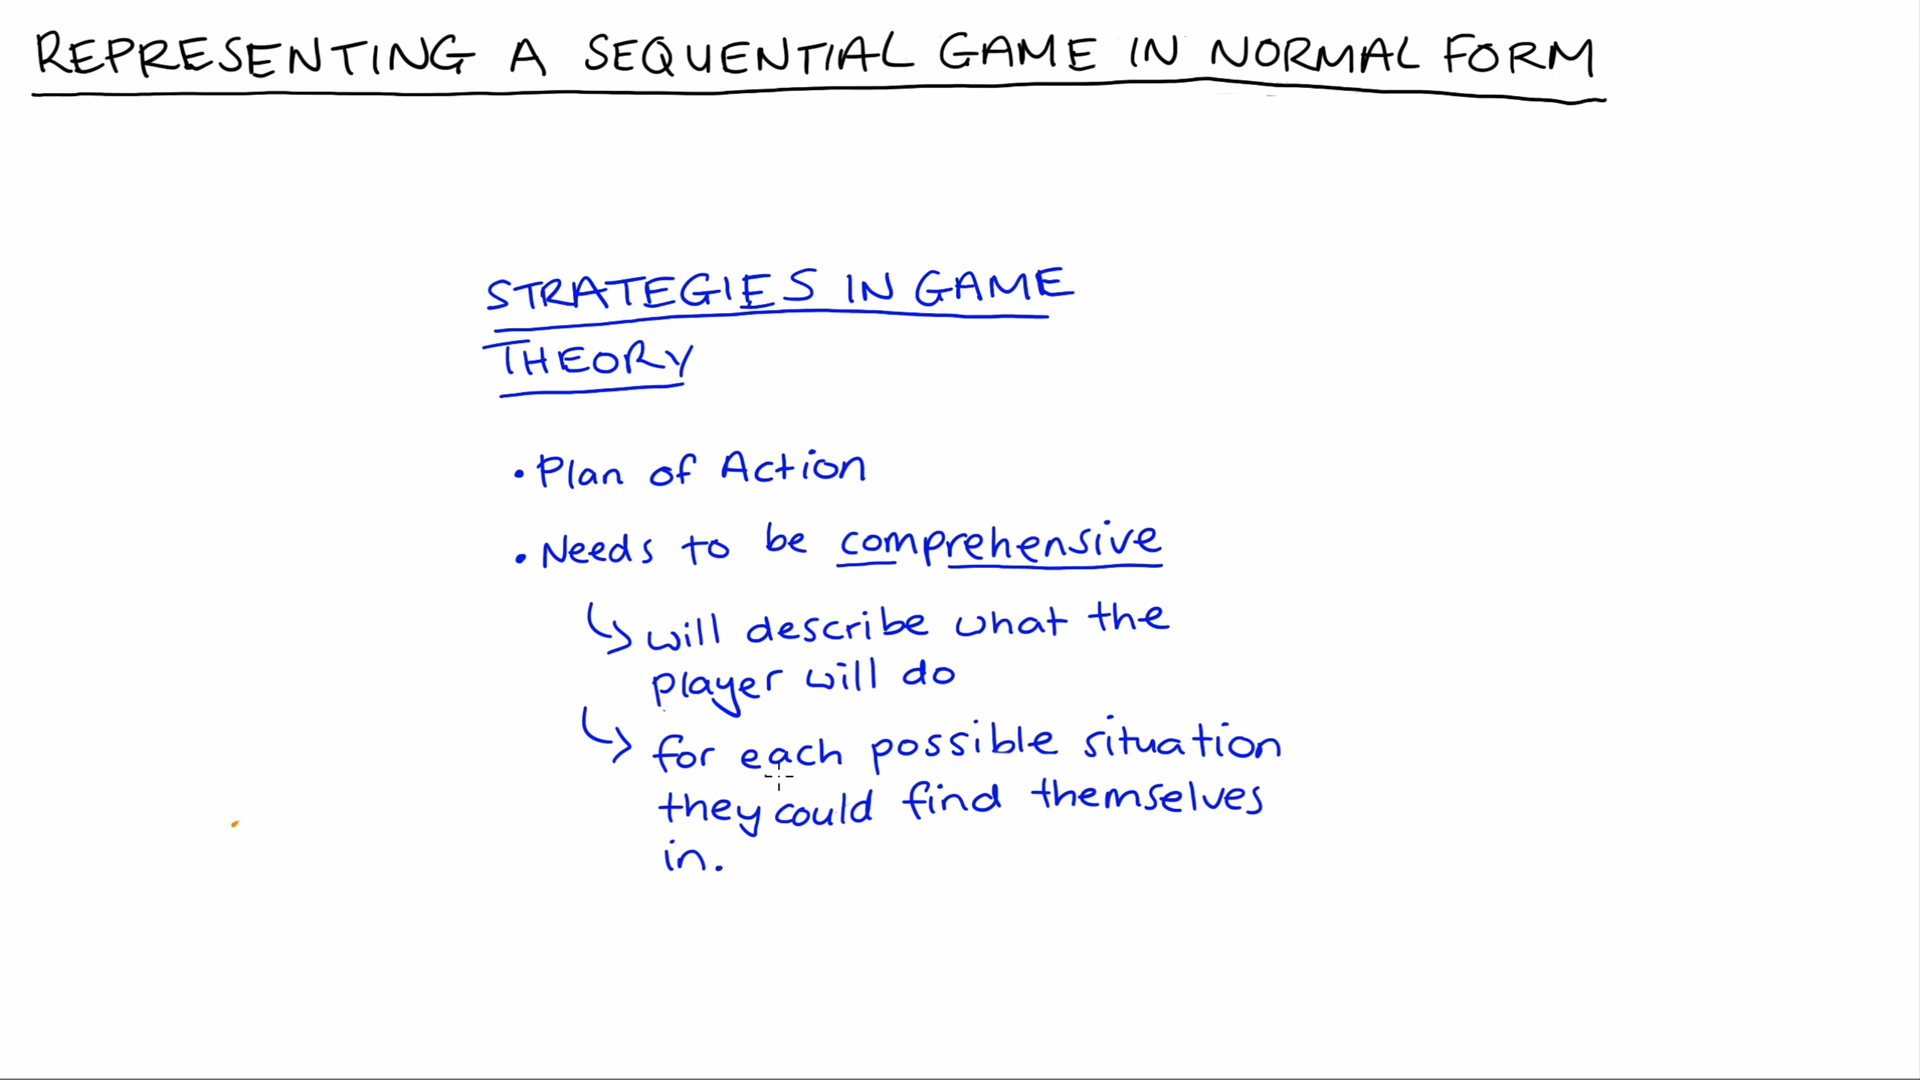 REPRESENTING A SEQUENTIAL GAME IN NORMAL FORM
STRATEGIES IN GAME
THEORY
• Plan of Action
• Needs to be comprehensive
↳ will describe what the
player will do
↳ for each possible situation
they could find themselves
in.